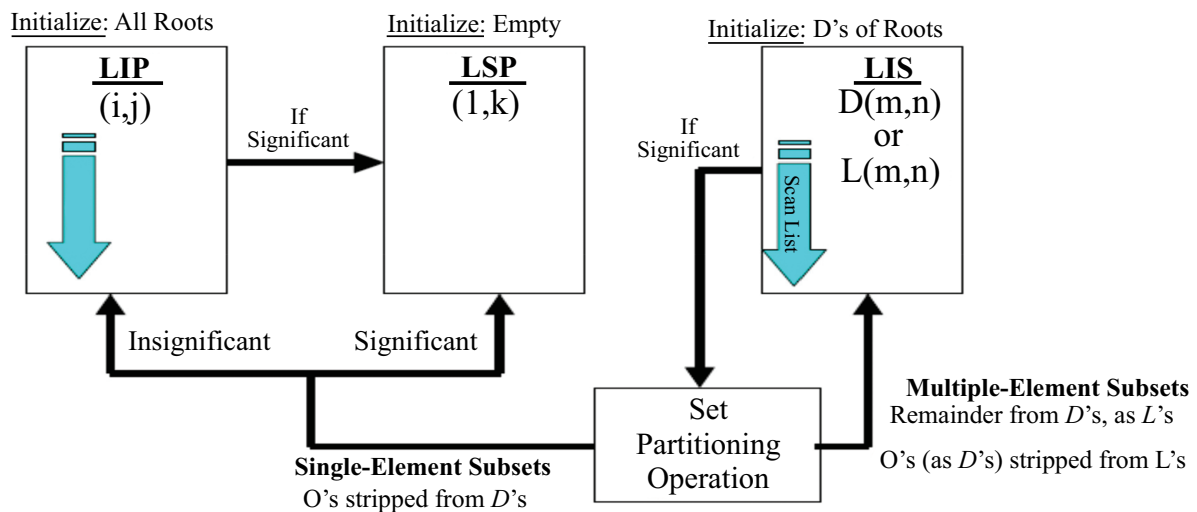 Initialize: All Roots
LIP
(i,j)
If
Significant
Initialize: Empty
LSP
(1,k)
Initialize: D’s of Roots
LIS
D(m,n)
or
L(m,n)
Scan List
If
Significant
Insignificant
Significant
Set
Partitioning
Operation
Single-Element Subsets
O’s stripped from D’s
Multiple-Element Subsets
Remainder from D’s, as L’s
O’s (as D’s) stripped from L’s